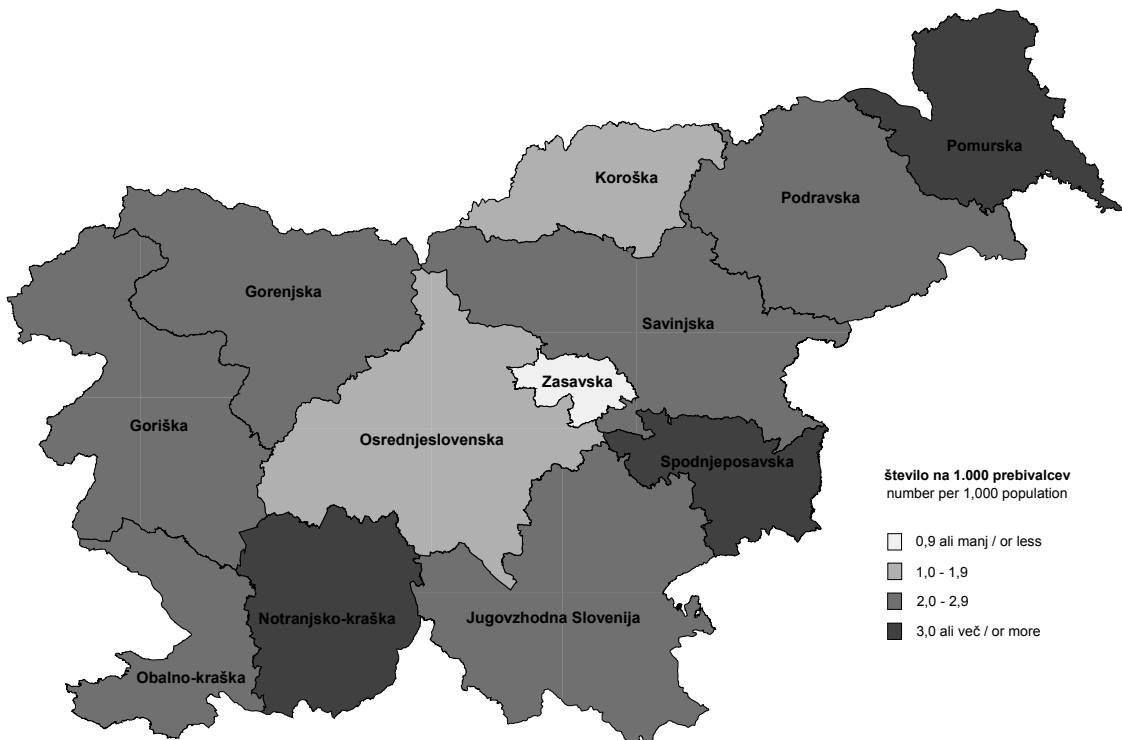 Pomurska
Koroška
Podravska
Gorenjska
Savinjska
Zasavska
Goriška
Osrednjeslovenska
Spodnjeposavska
Notranjsko-kraška
Jugovzhodna Slovenija
Obalno-kraška
število na 1.000 prebivalcev
number per 1,000 population
0,9 ali manj / or less
1,0 - 1,9
2,0 - 2,9
3,0 ali več / or more